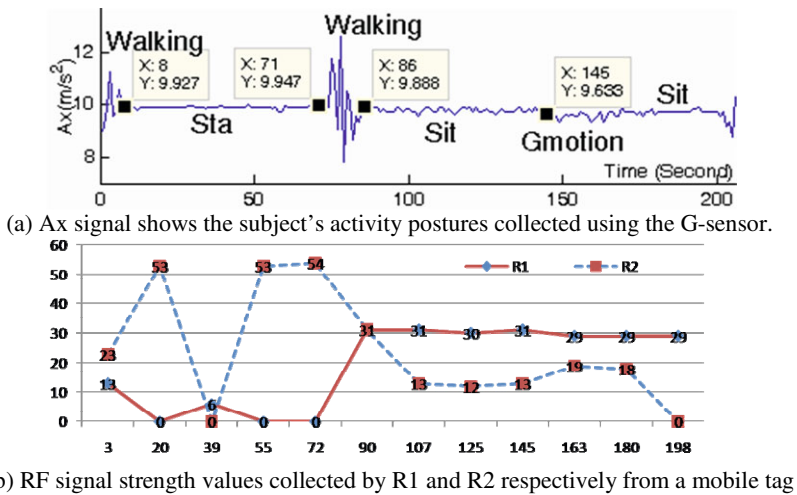 Walking
Walking
12
10
8
Ax(m/s²)
X: 8
Y: 9.927
X: 71
Y: 9.947
X: 86
Y: 9.888
X: 145
Y: 9.633
Sta
Sit
Gmotion
Sit
Time (Second)
0 50 100 150 200
(a) Ax signal shows the subject's activity postures collected using the G-sensor.
60
50
40
30
20
10
0
R1 R2
23 53 0 53 54 31 13 12 13 19 18 0
13 0 6 0 0 31 30 31 29 29 29
3 20 39 55 72 90 107 125 145 163 180 198
) RF signal strength values collected by R1 and R2 respectively from a mobile tag